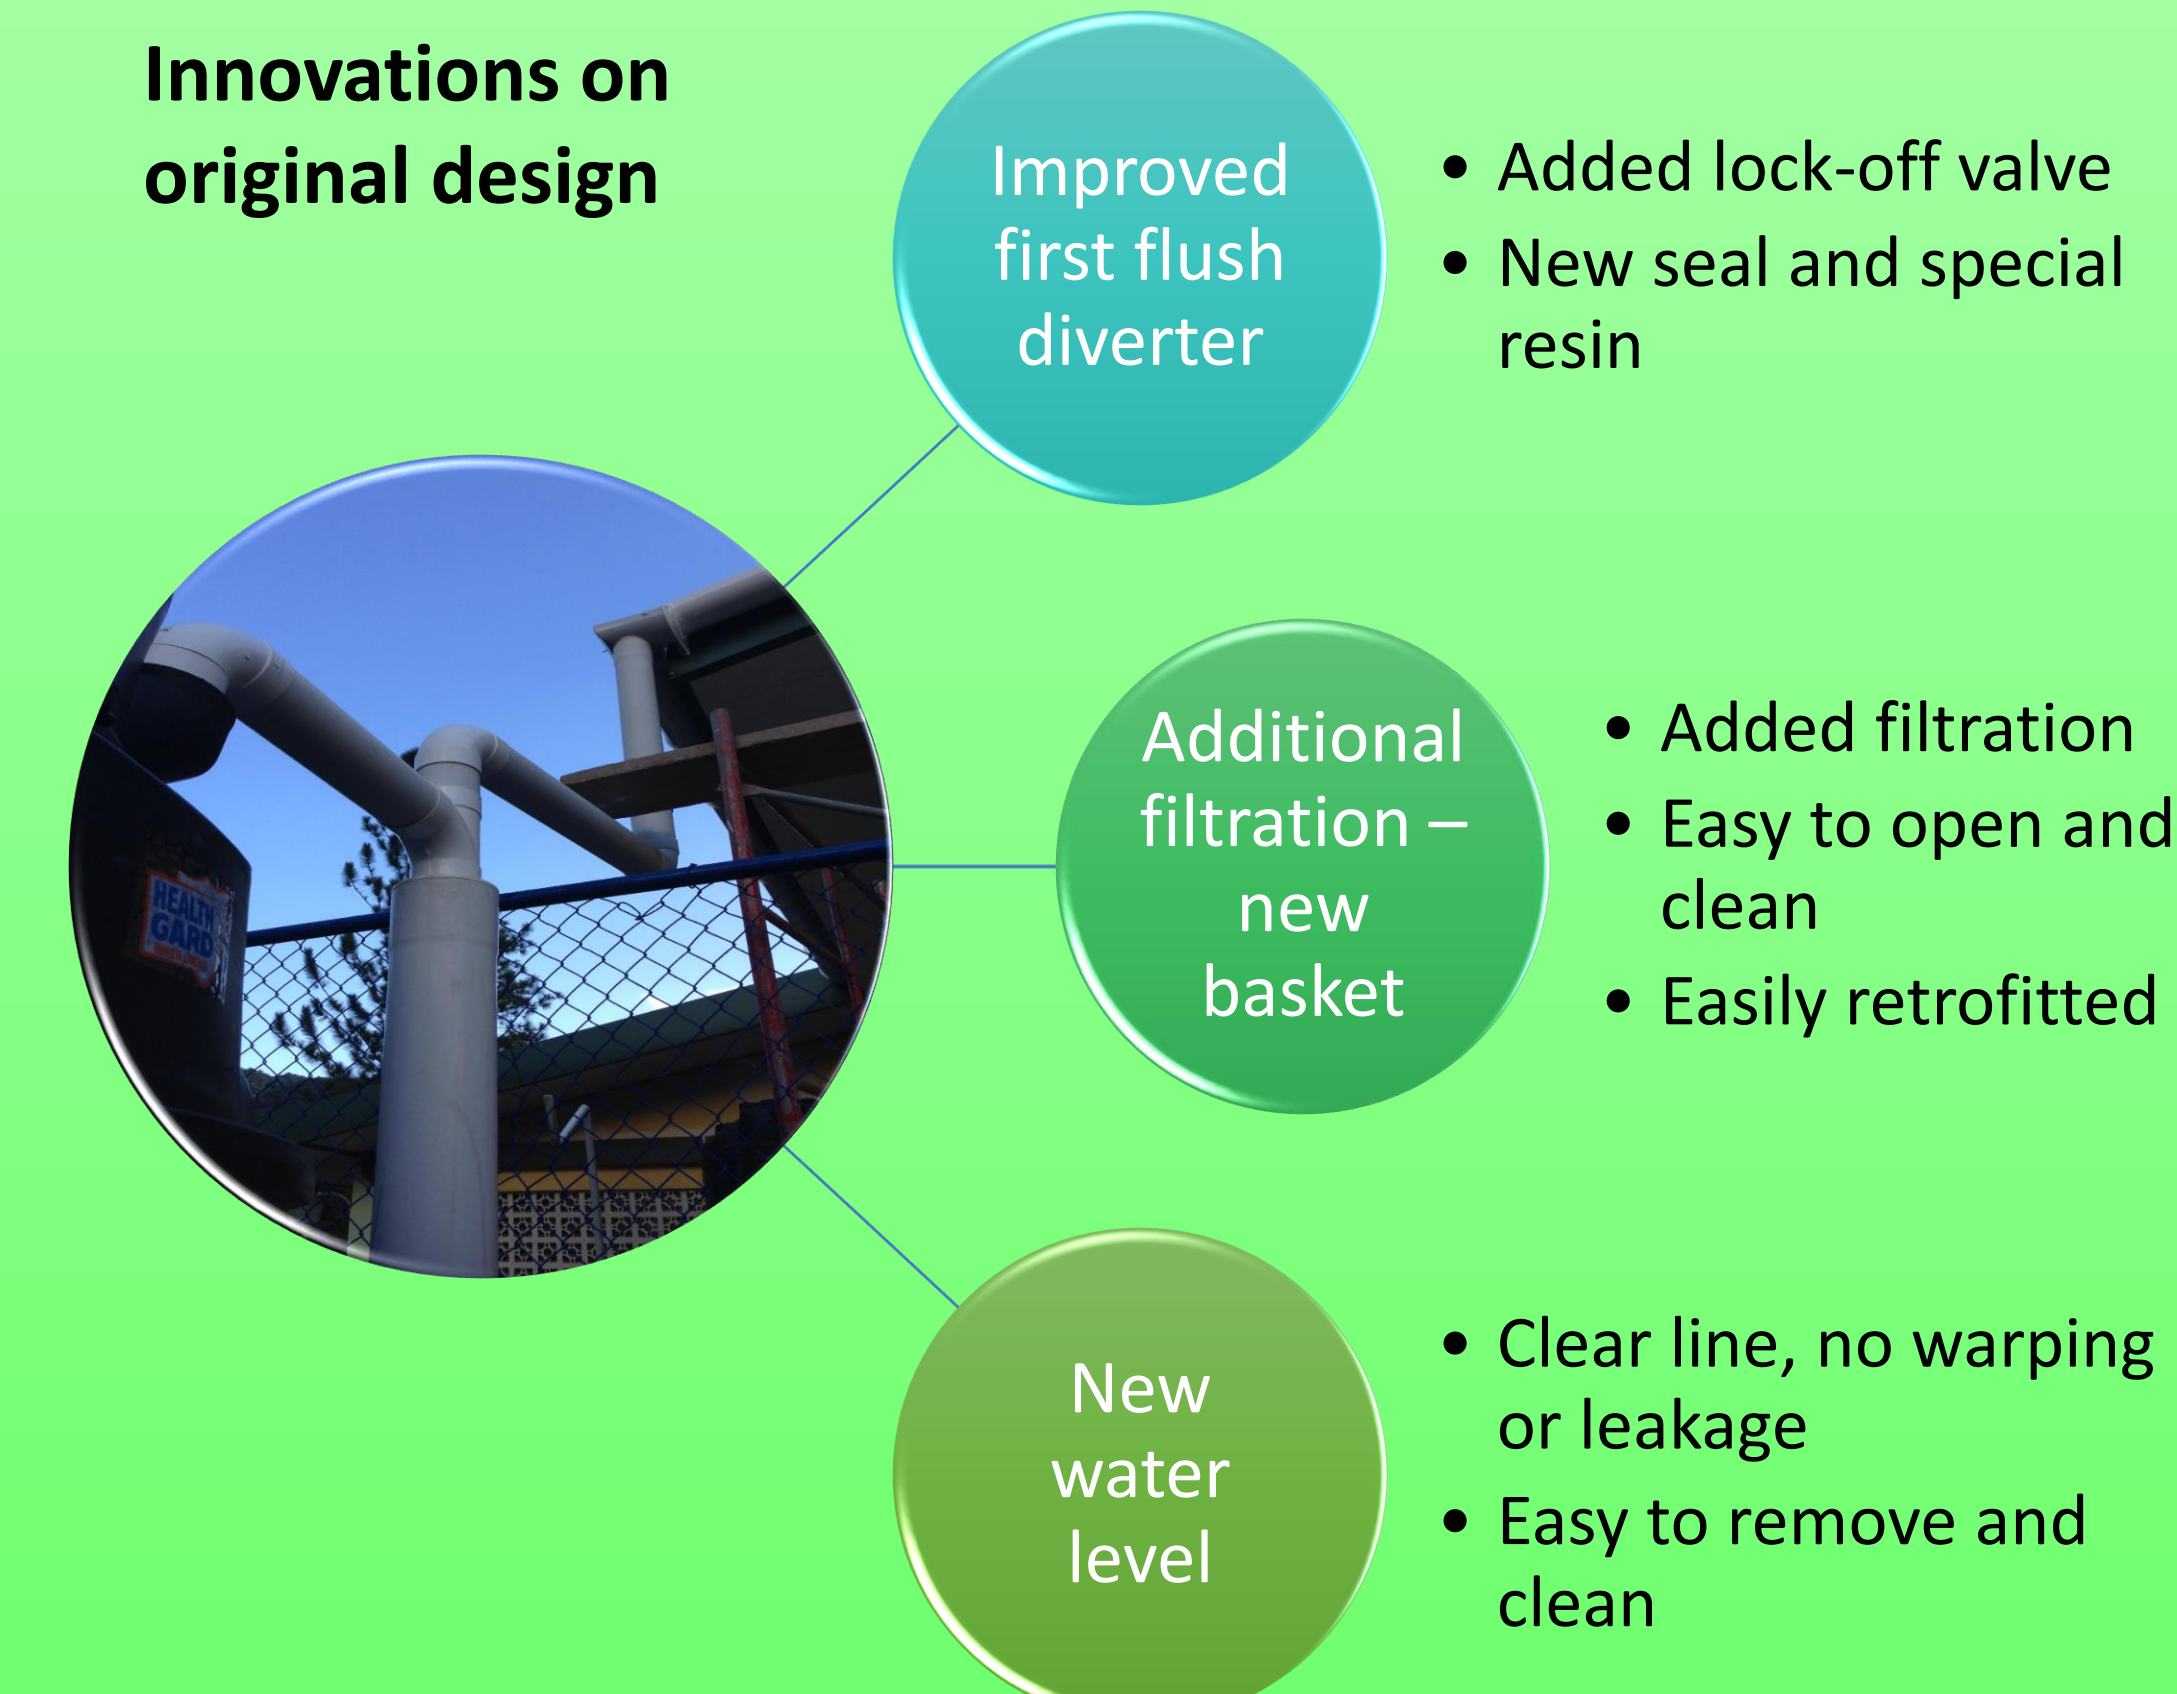 Innovations on
original design
Improved
first flush
diverter
• Added lock-off valve
• New seal and special
resin
Additional
filtration –
new
basket
• Added filtration
• Easy to open and
clean
• Easily retrofitted
New
water
level
• Clear line, no warping
or leakage
• Easy to remove and
clean
HEALTH
GARD